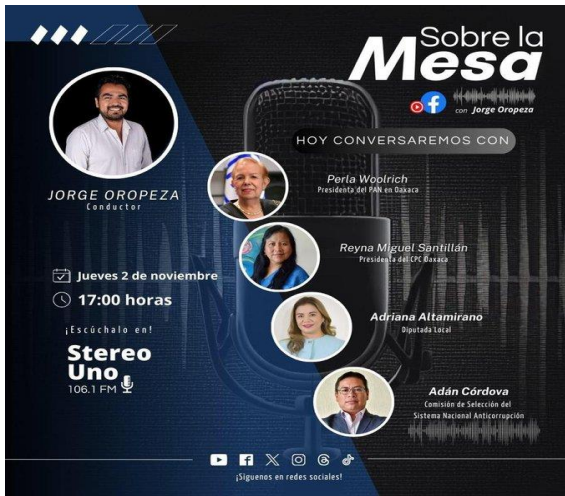 Sobre la
Mesa
con Jorge Oropeza
HOY CONVERSAREMOS CON
JORGE OROPEZA
Conductor
Perla Woolrich
Presidenta del PAN en Oaxaca
Reyna Miguel Santillán
Presidenta del CPC Oaxaca
Jueves 2 de noviembre
17:00 horas
Adriana Altamirano
Diputada Local
¡Escúchalo en!
Stereo
Uno
106.1 FM
Adán Córdova
Comisión de Selección del
Sistema Nacional Anticorrupción
¡Siguenos en redes sociales!